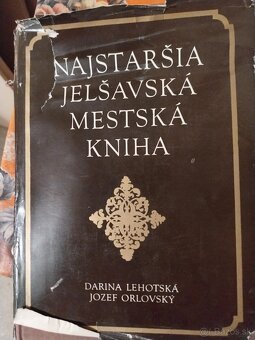 NAJSTARŠIA
JELŠAVSKÁ
MESTSKÁ
KNIHA
DARINA LEHOTSKÁ
JOZEF ORLOVSKÝ